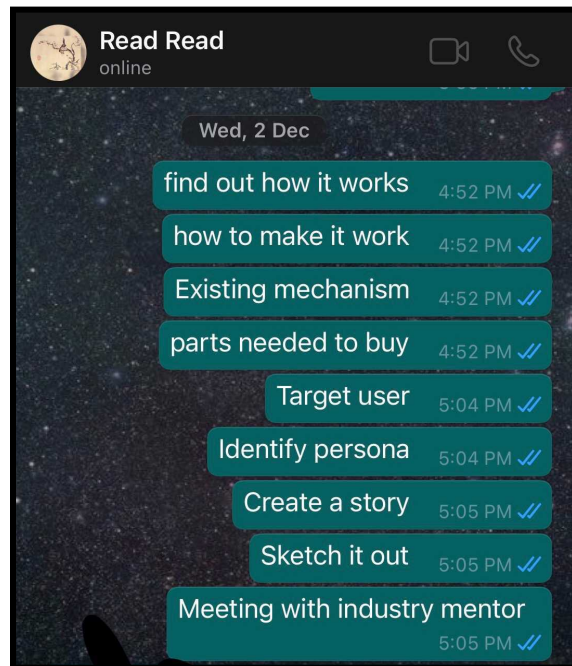 Read Read
online
Wed, 2 Dec
find out how it works 4:52 PM
how to make it work 4:52 PM
Existing mechanism 4:52 PM
parts needed to buy 4:52 PM
Target user 5:04 PM
Identify persona 5:04 PM
Create a story 5:05 PM
Sketch it out 5:05 PM
Meeting with industry mentor
5:05 PM